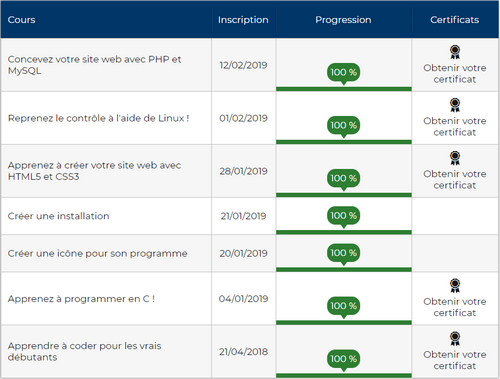 Cours Inscription Progression Certificats
Concevez votre site web avec PHP et
MySQL
12/02/2019
100 %
Obtenir votre
certificat
Reprenez le contrôle à l'aide de Linux !
01/02/2019
100 %
Obtenir votre
certificat
Apprenez à créer votre site web avec
HTML5 et CSS3
28/01/2019
100 %
Obtenir votre
certificat
Créer une installation
21/01/2019
100 %
Créer une icône pour son programme
20/01/2019
100 %
Apprenez à programmer en C !
04/01/2019
100 %
Obtenir votre
certificat
Apprendre à coder pour les vrais
débutants
21/04/2018
100 %
Obtenir votre
certificat